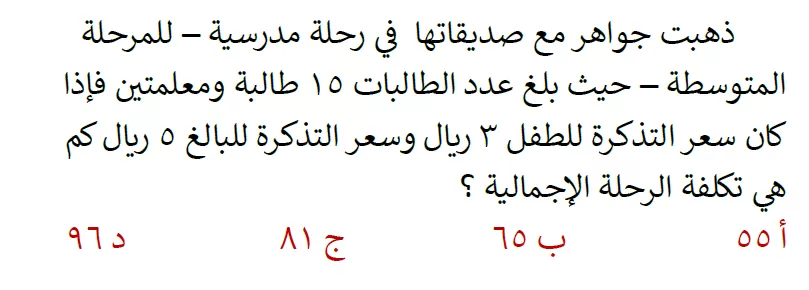 ذهبت جواهر مع صديقاتها في رحلة مدرسية – للمرحلة
المتوسطة – حيث بلغ عدد الطالبات ١٥ طالبة ومعلمتين فإذا
كان سعر التذكرة للطفل ٣ ريال وسعر التذكرة للبالغ ٥ ريال كم
هي تكلفة الرحلة الإجمالية ؟
أ ٥٥ ب ٦٥ ج ٨١ د ٩٦